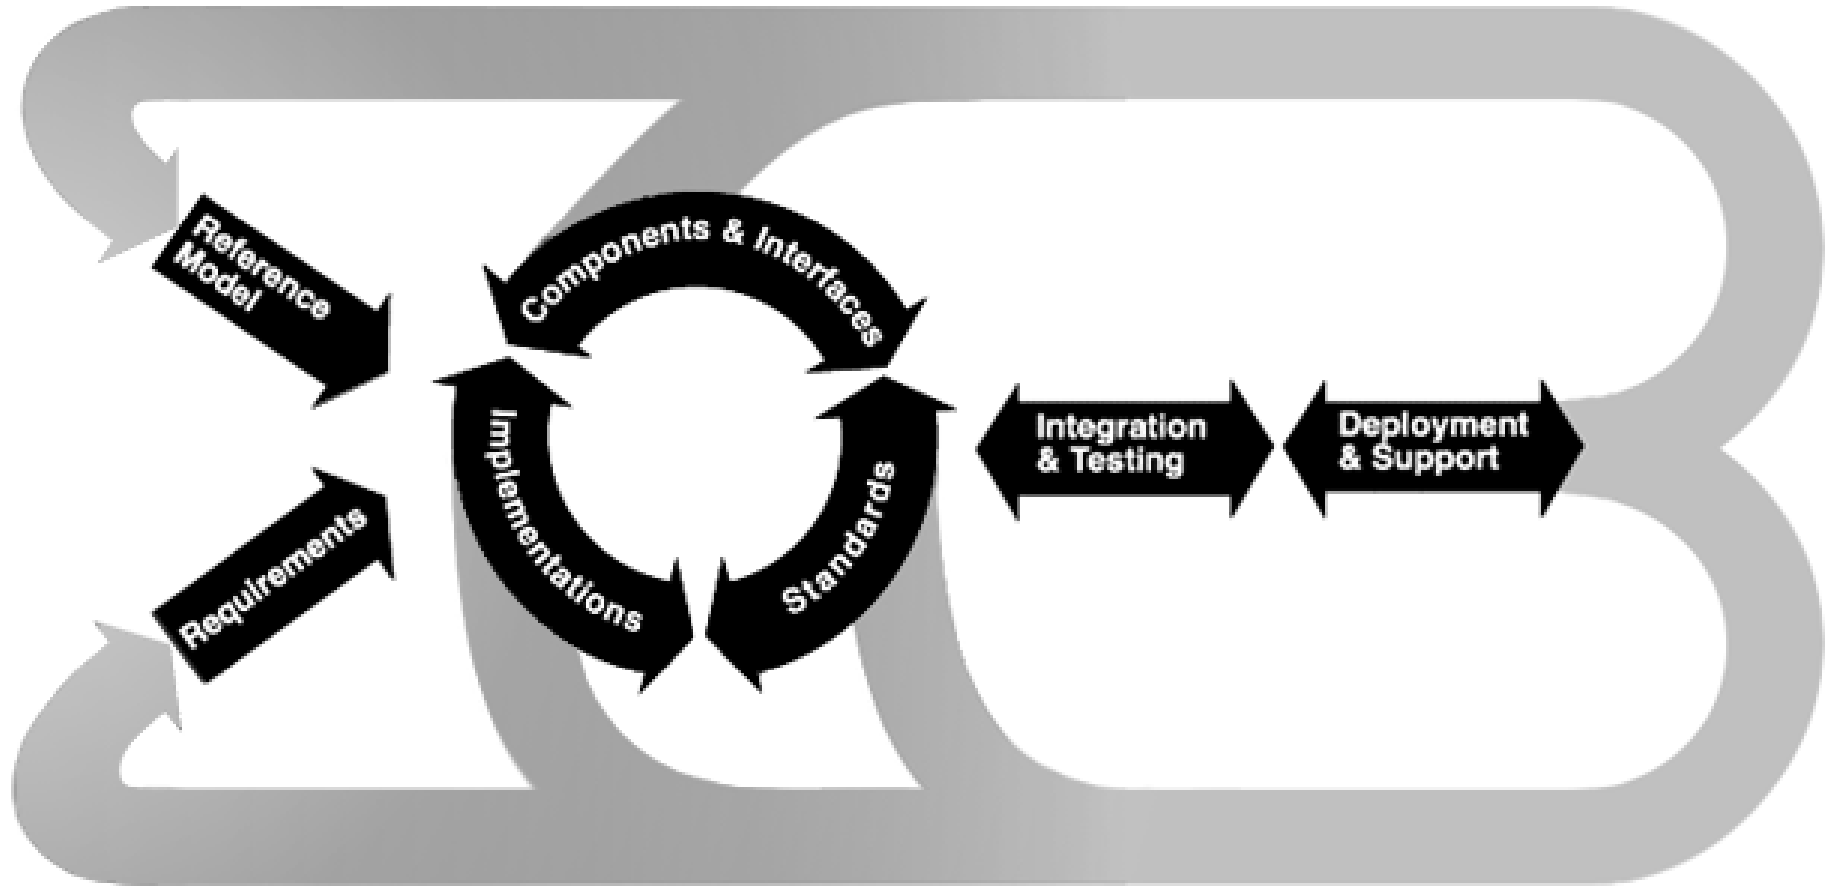 Reference
Model
Components & Interfaces
Implementations
Standards
Requirements
Integration
& Testing
Deployment
& Support